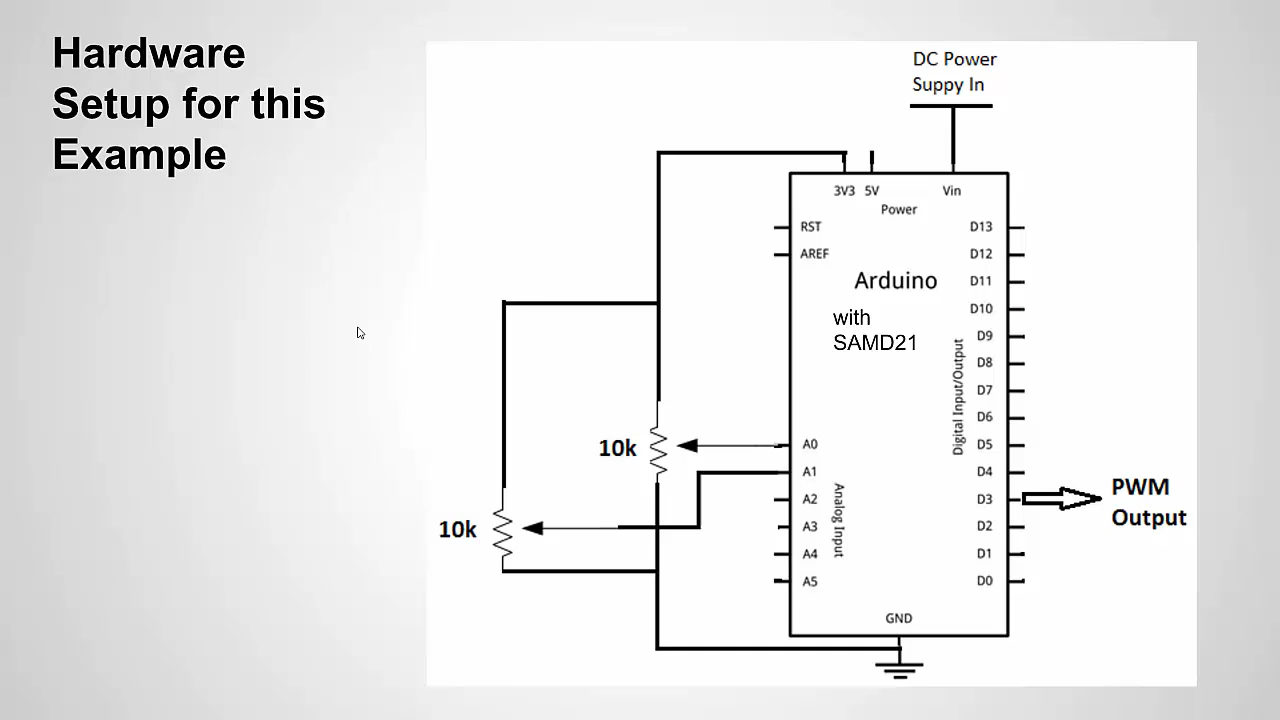 Hardware
Setup for this
Example
DC Power
Suppy In
3V3 5V Vin
Power
RST D13
AREF D12
Arduino D11
with D10
SAMD21 D9
D8
D7
D6
Digital Input/Output
10k A0 D5
A1 D4
A2 D3
PWM
Output
10k A3 D2
Analog Input
A4 D1
A5 D0
GND